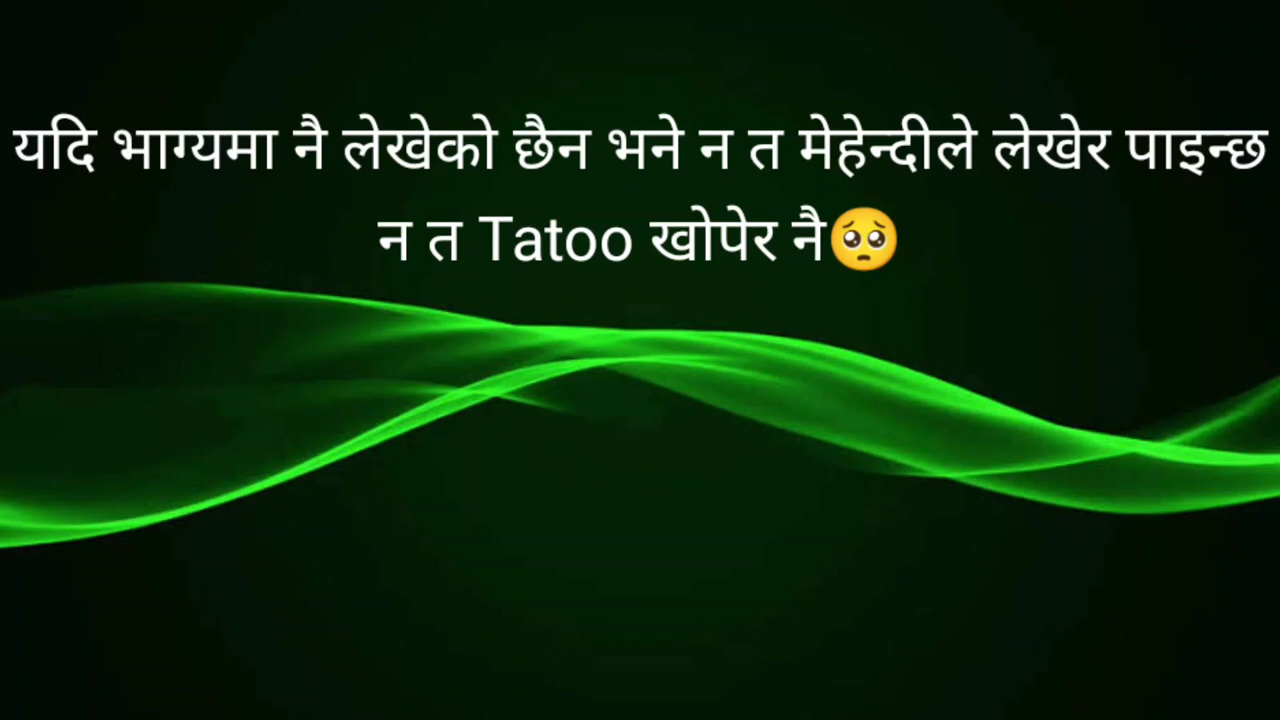 यदि भाग्यमा नै लेखेको छैन भने न त मेहेन्दीले लेखेर पाइन्छ
न त Tatoo खोपेर नै🥺